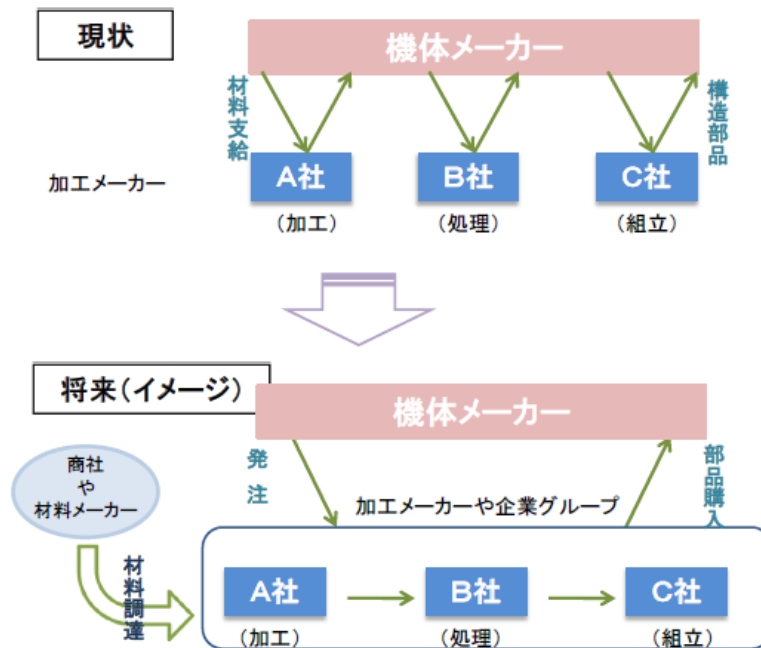 現状
機体メーカー
材料支給
構造部品
加工メーカー
A社
B社
C社
(加工)
(処理)
(組立)
将来(イメージ)
機体メーカー
発注
部品購入
商社
や
材料メーカー
加工メーカーや企業グループ
材料調達
A社
B社
C社
(加工)
(処理)
(組立)